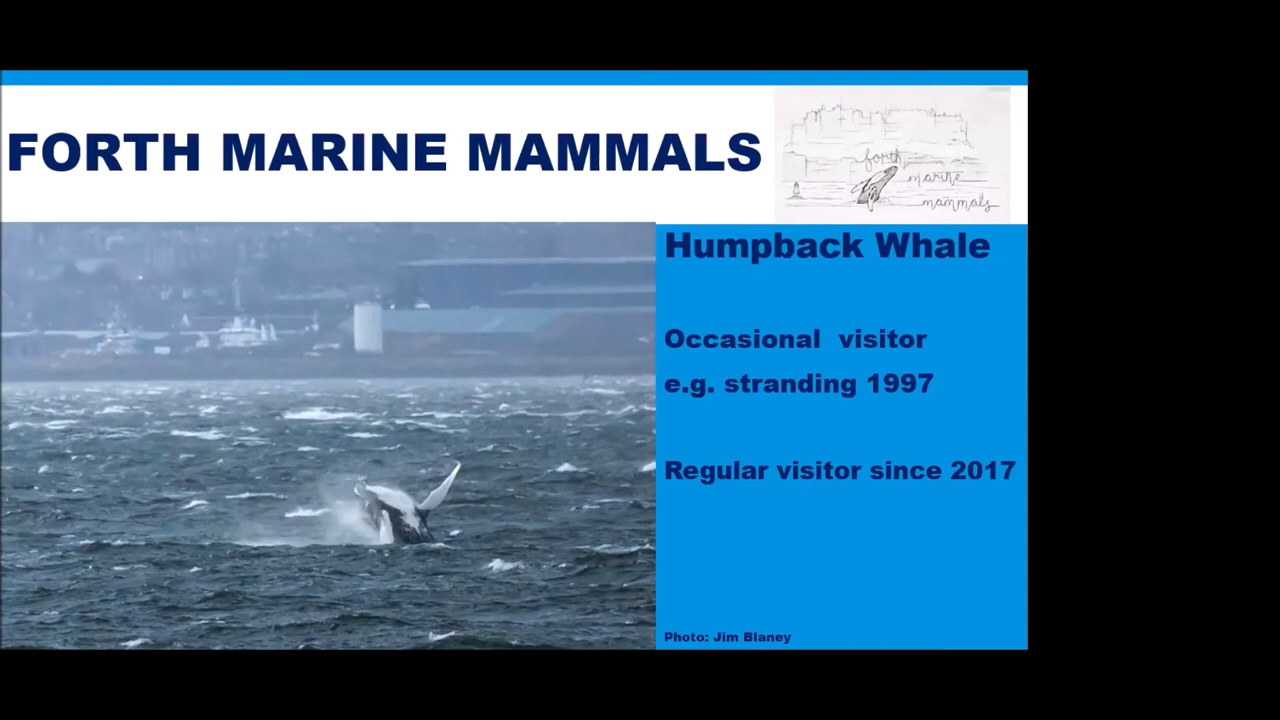 FORTH MARINE MAMMALS
forth
marine
mammals
Humpback Whale
Occasional visitor
e.g. stranding 1997
Regular visitor since 2017
Photo: Jim Blaney